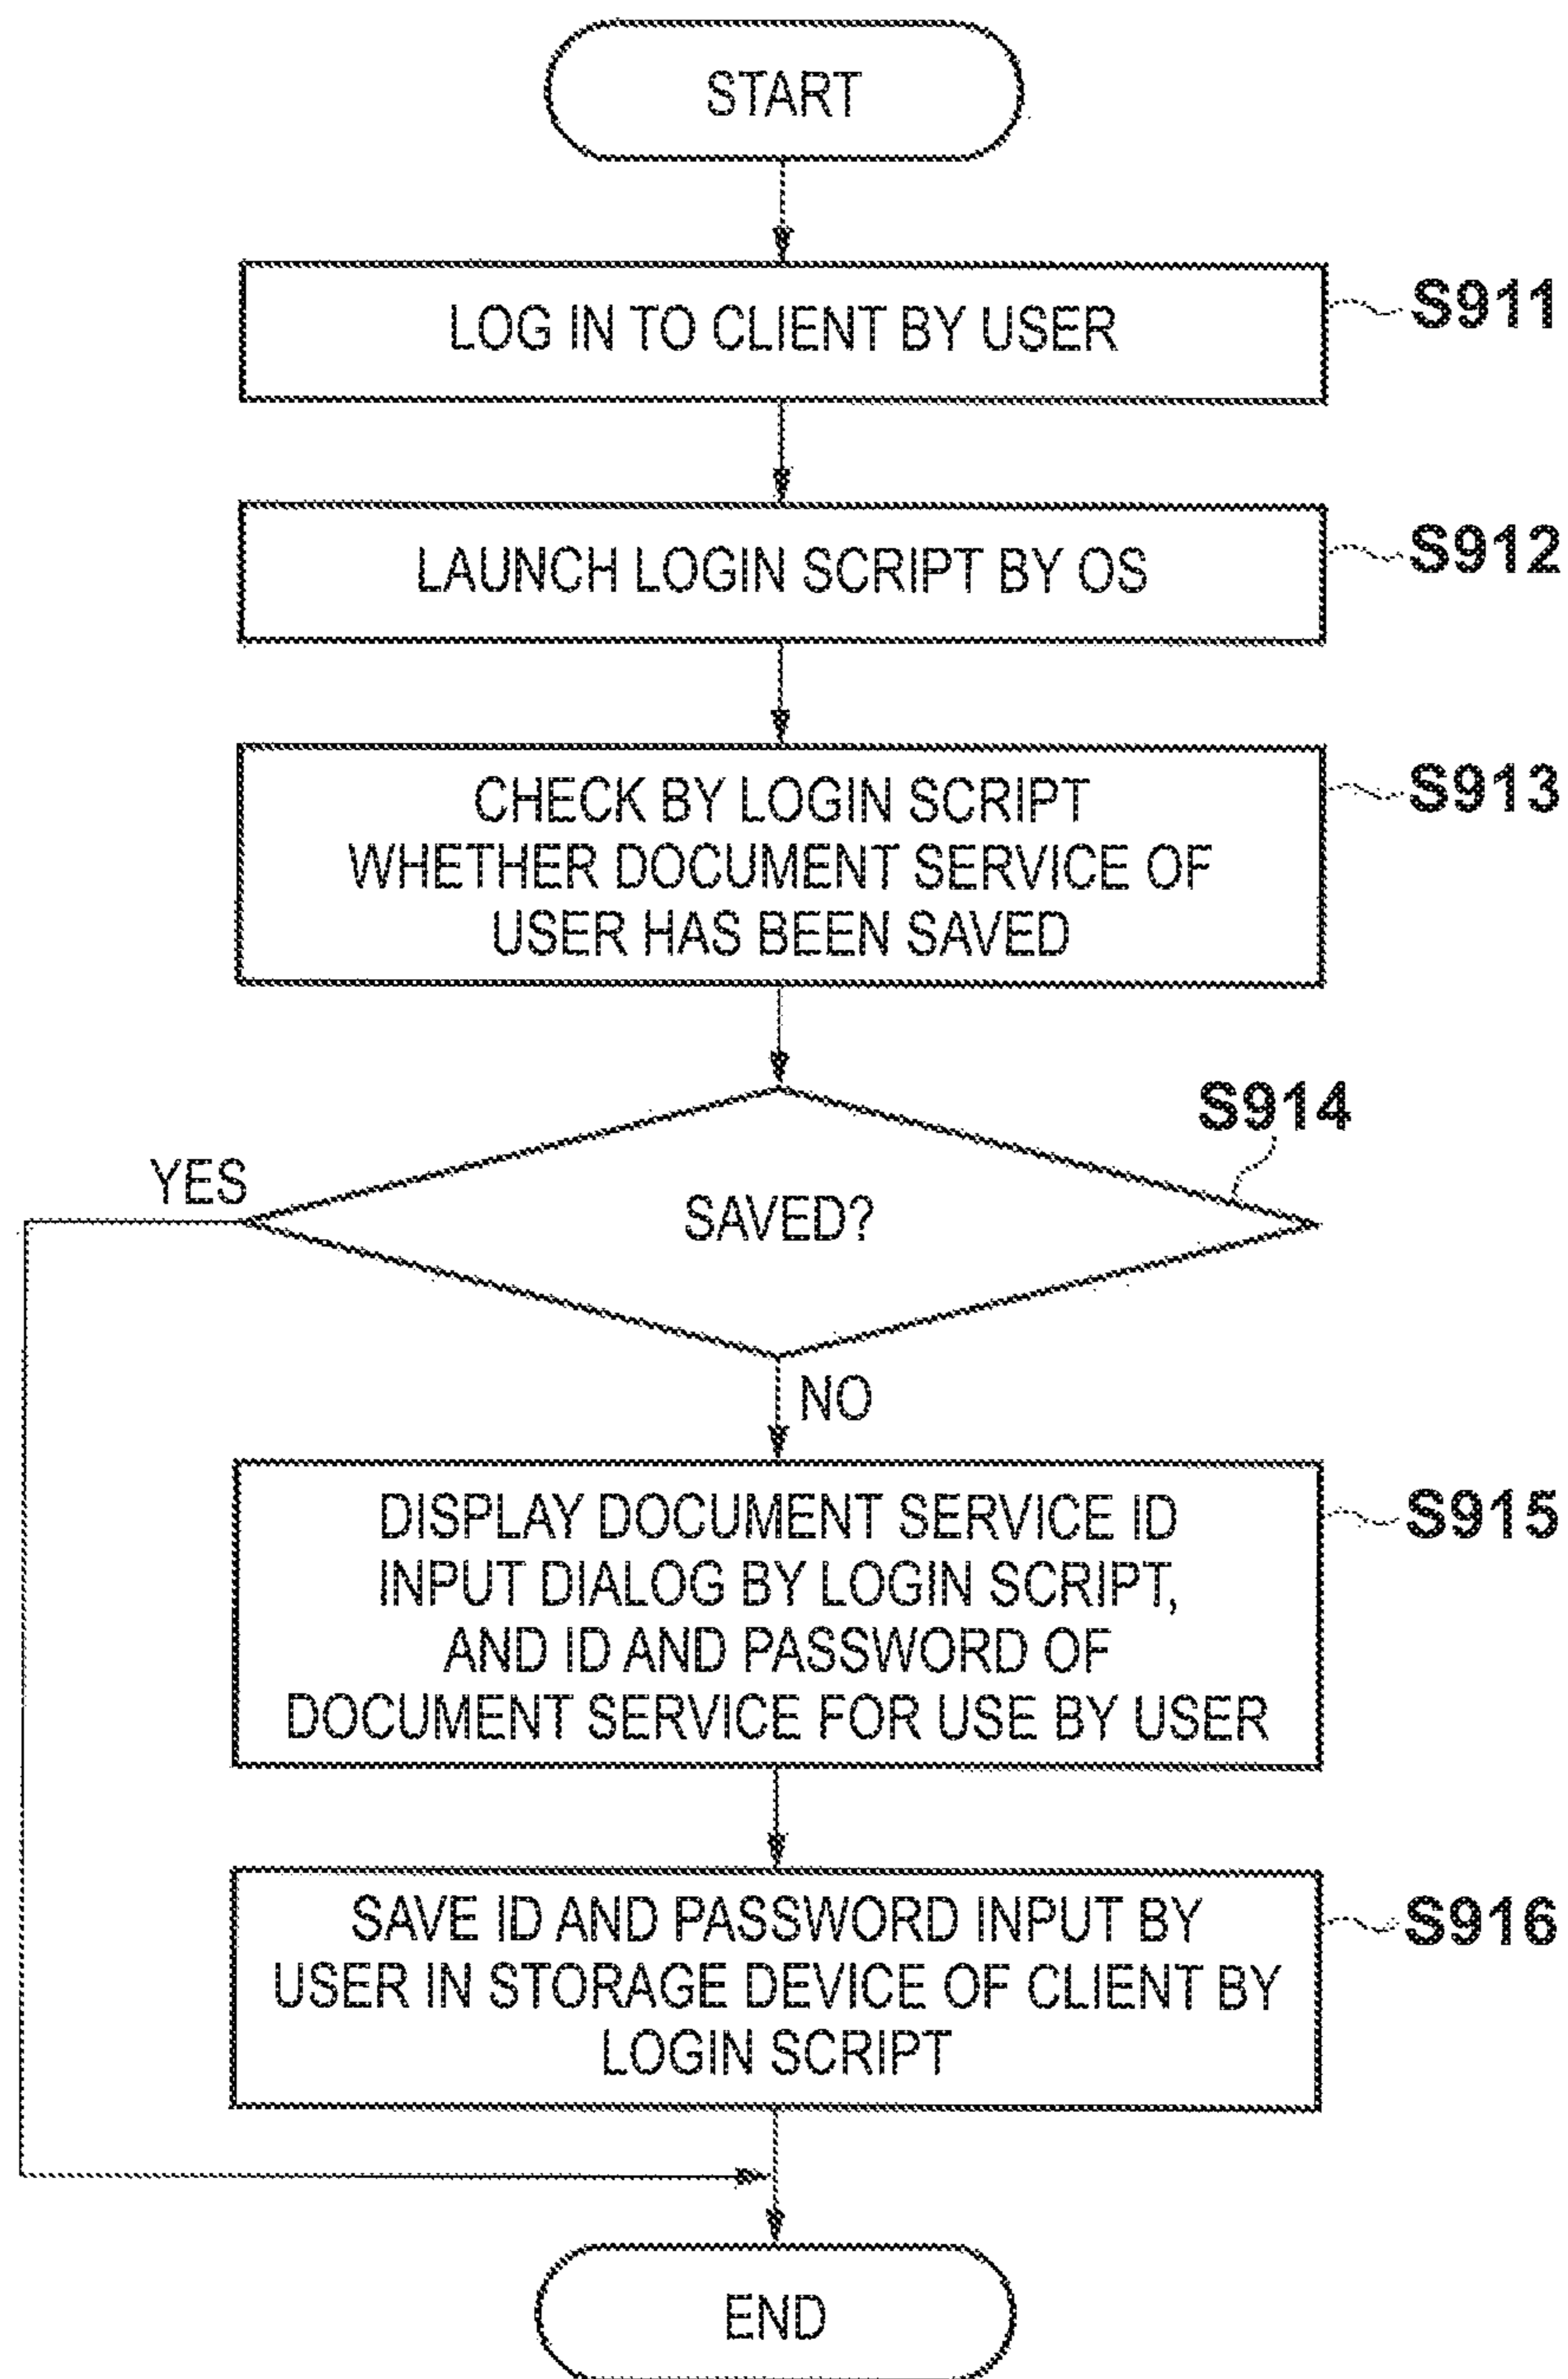 START
LOG IN TO CLIENT BY USER
S911
LAUNCH LOGIN SCRIPT BY OS
S912
CHECK BY LOGIN SCRIPT
WHETHER DOCUMENT SERVICE OF
USER HAS BEEN SAVED
S913
S914
YES
SAVED?
NO
DISPLAY DOCUMENT SERVICE ID
INPUT DIALOG BY LOGIN SCRIPT,
AND ID AND PASSWORD OF
DOCUMENT SERVICE FOR USE BY USER
S915
SAVE ID AND PASSWORD INPUT BY
USER IN STORAGE DEVICE OF CLIENT BY
LOGIN SCRIPT
S916
END